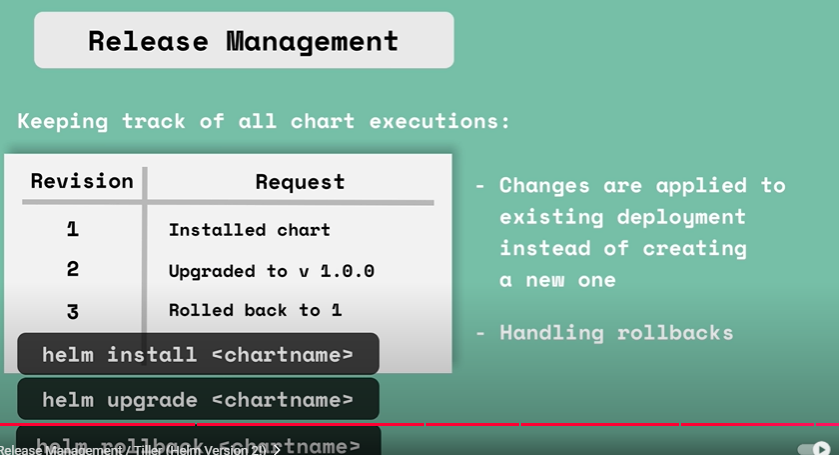 Release Management
Keeping track of all chart executions:
Revision Request
1 Installed chart
2 Upgraded to v 1.0.0
3 Rolled back to 1
- Changes are applied to
existing deployment
instead of creating
a new one
- Handling rollbacks
helm install <chartname>
helm upgrade <chartname>
helm rollback <chartname>
Release Management / Tiller (Helm Version 2!)